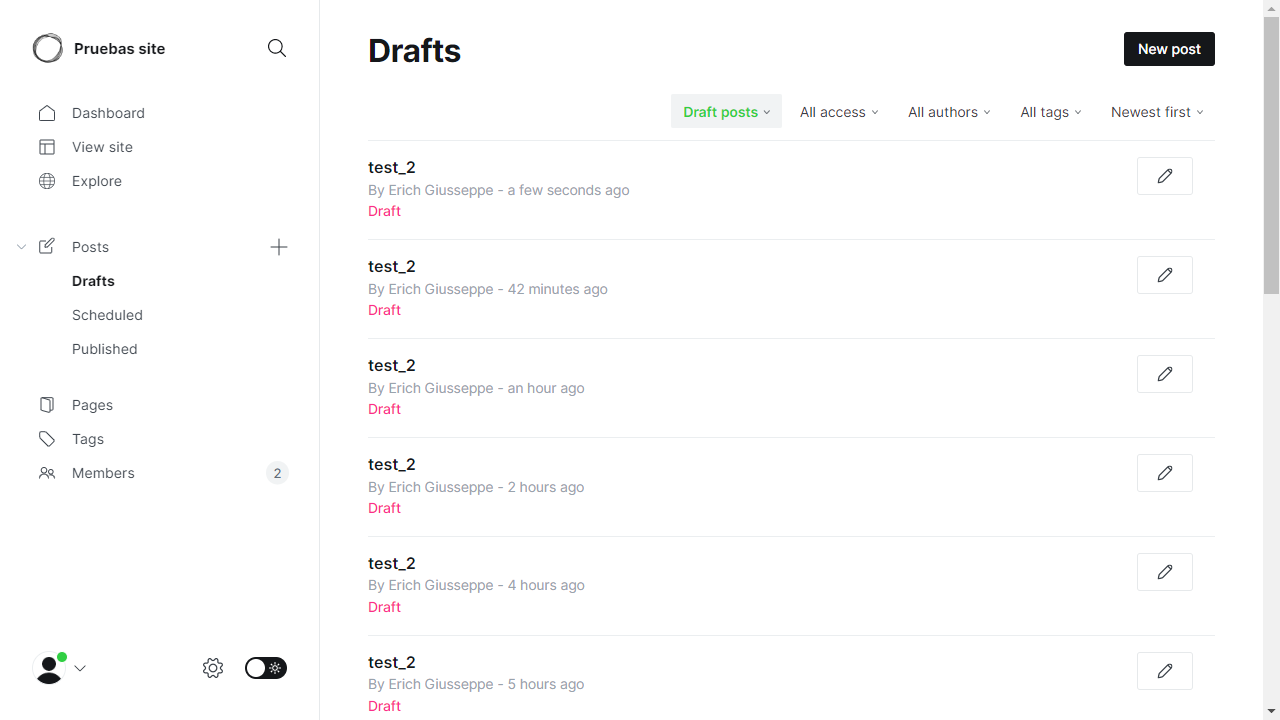 Pruebas site
Dashboard
View site
Explore
Posts
Drafts
Scheduled
Published
Pages
Tags
Members 2
Drafts
New post
Draft posts All access All authors All tags Newest first
test_2
By Erich Giusseppe - a few seconds ago
Draft
test_2
By Erich Giusseppe - 42 minutes ago
Draft
test_2
By Erich Giusseppe - an hour ago
Draft
test_2
By Erich Giusseppe - 2 hours ago
Draft
test_2
By Erich Giusseppe - 4 hours ago
Draft
test_2
By Erich Giusseppe - 5 hours ago
Draft